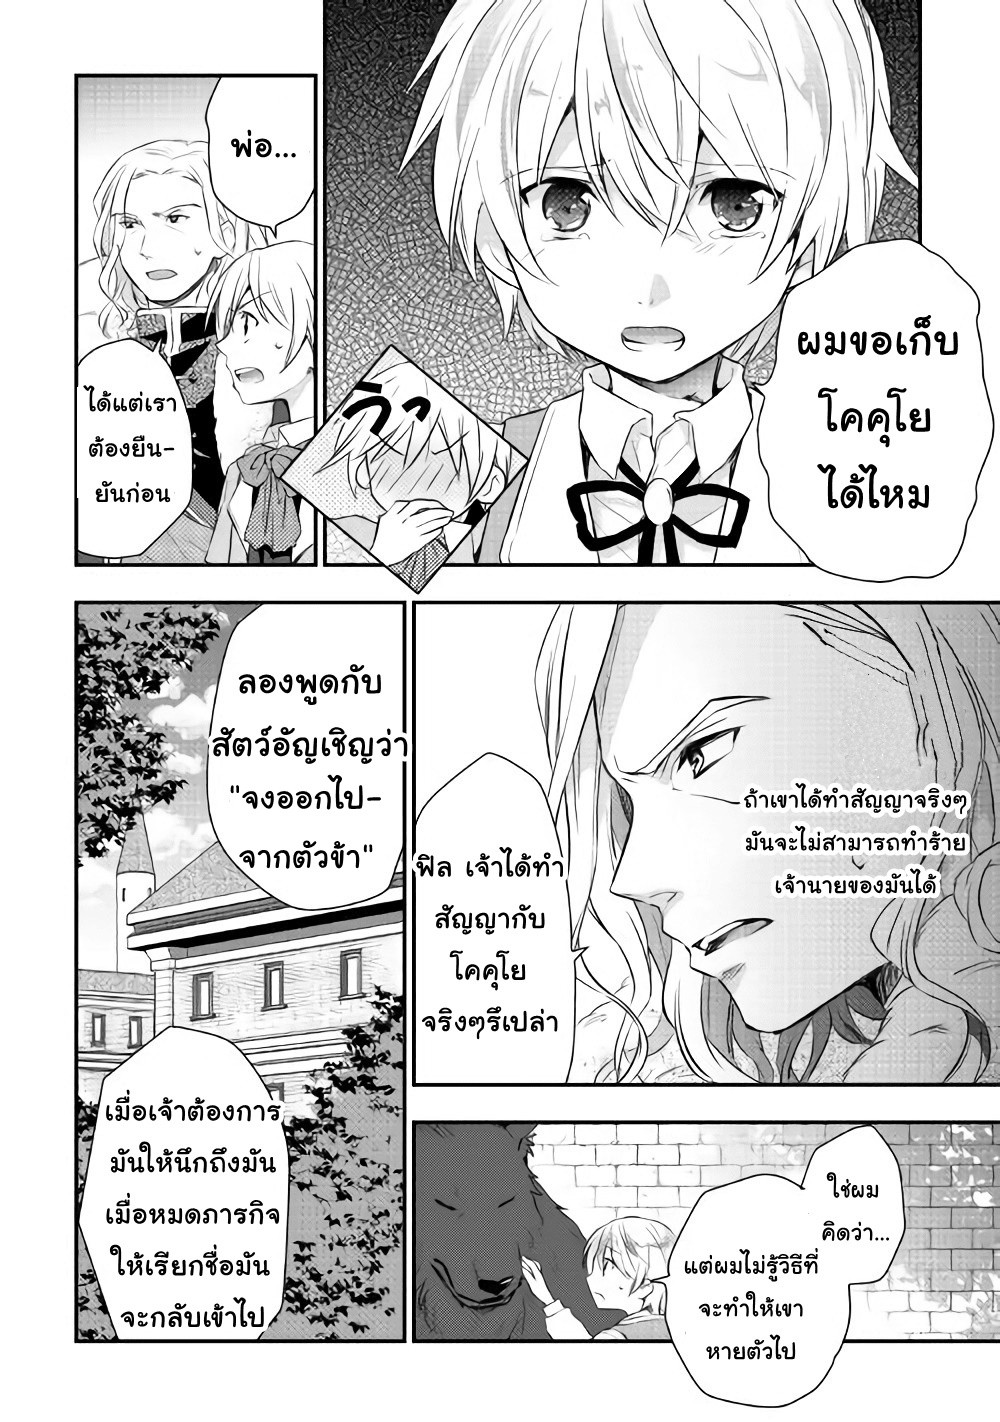 ผมขอเก็บ
โคคุโย
ได้ไหม
うっ
พ่อ...
ได้แต่เรา
ต้องยืน-
ยันก่อน
ถ้าเขาได้ทำสัญญาจริงๆ
มันจะไม่สามารถทำร้าย
เจ้านายของมันได้
ฟิล เจ้าได้ทำ
สัญญากับ
โคคุโย
จริงๆรึเปล่า
ใช่ผม
คิดว่า...
แต่ผมไม่รู้วิธีที่
จะทำให้เขา
หายตัวไป
ลองพูดกับ
สัตว์อัญเชิญว่า
"จงออกไป-
จากตัวข้า"
เมื่อเจ้าต้องการ
มันให้นึกถึงมัน
เมื่อหมดภารกิจ
ให้เรียกชื่อมัน
จะกลับเข้าไป